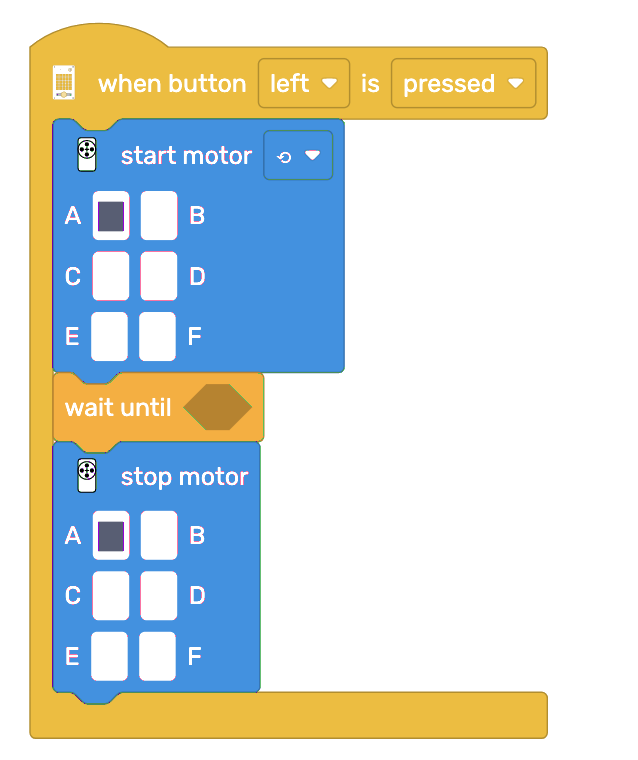 when button left is pressed
start motor
A B
C D
E F
wait until
stop motor
A B
C D
E F